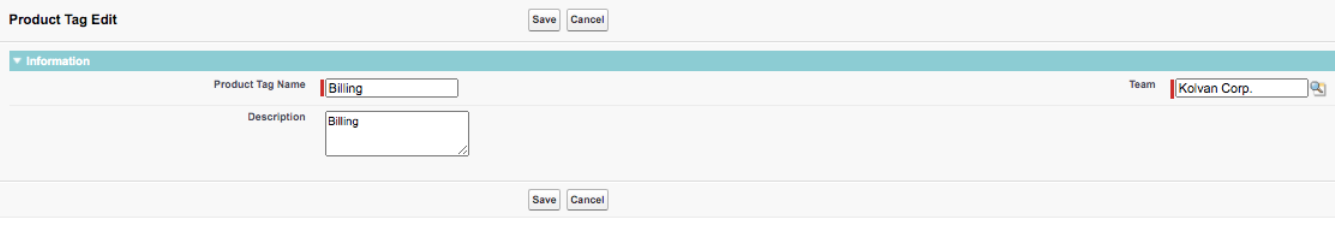 Product Tag Edit Save Cancel
Information
Product Tag Name Billing Team Kolvan Corp.
Description Billing
Save Cancel